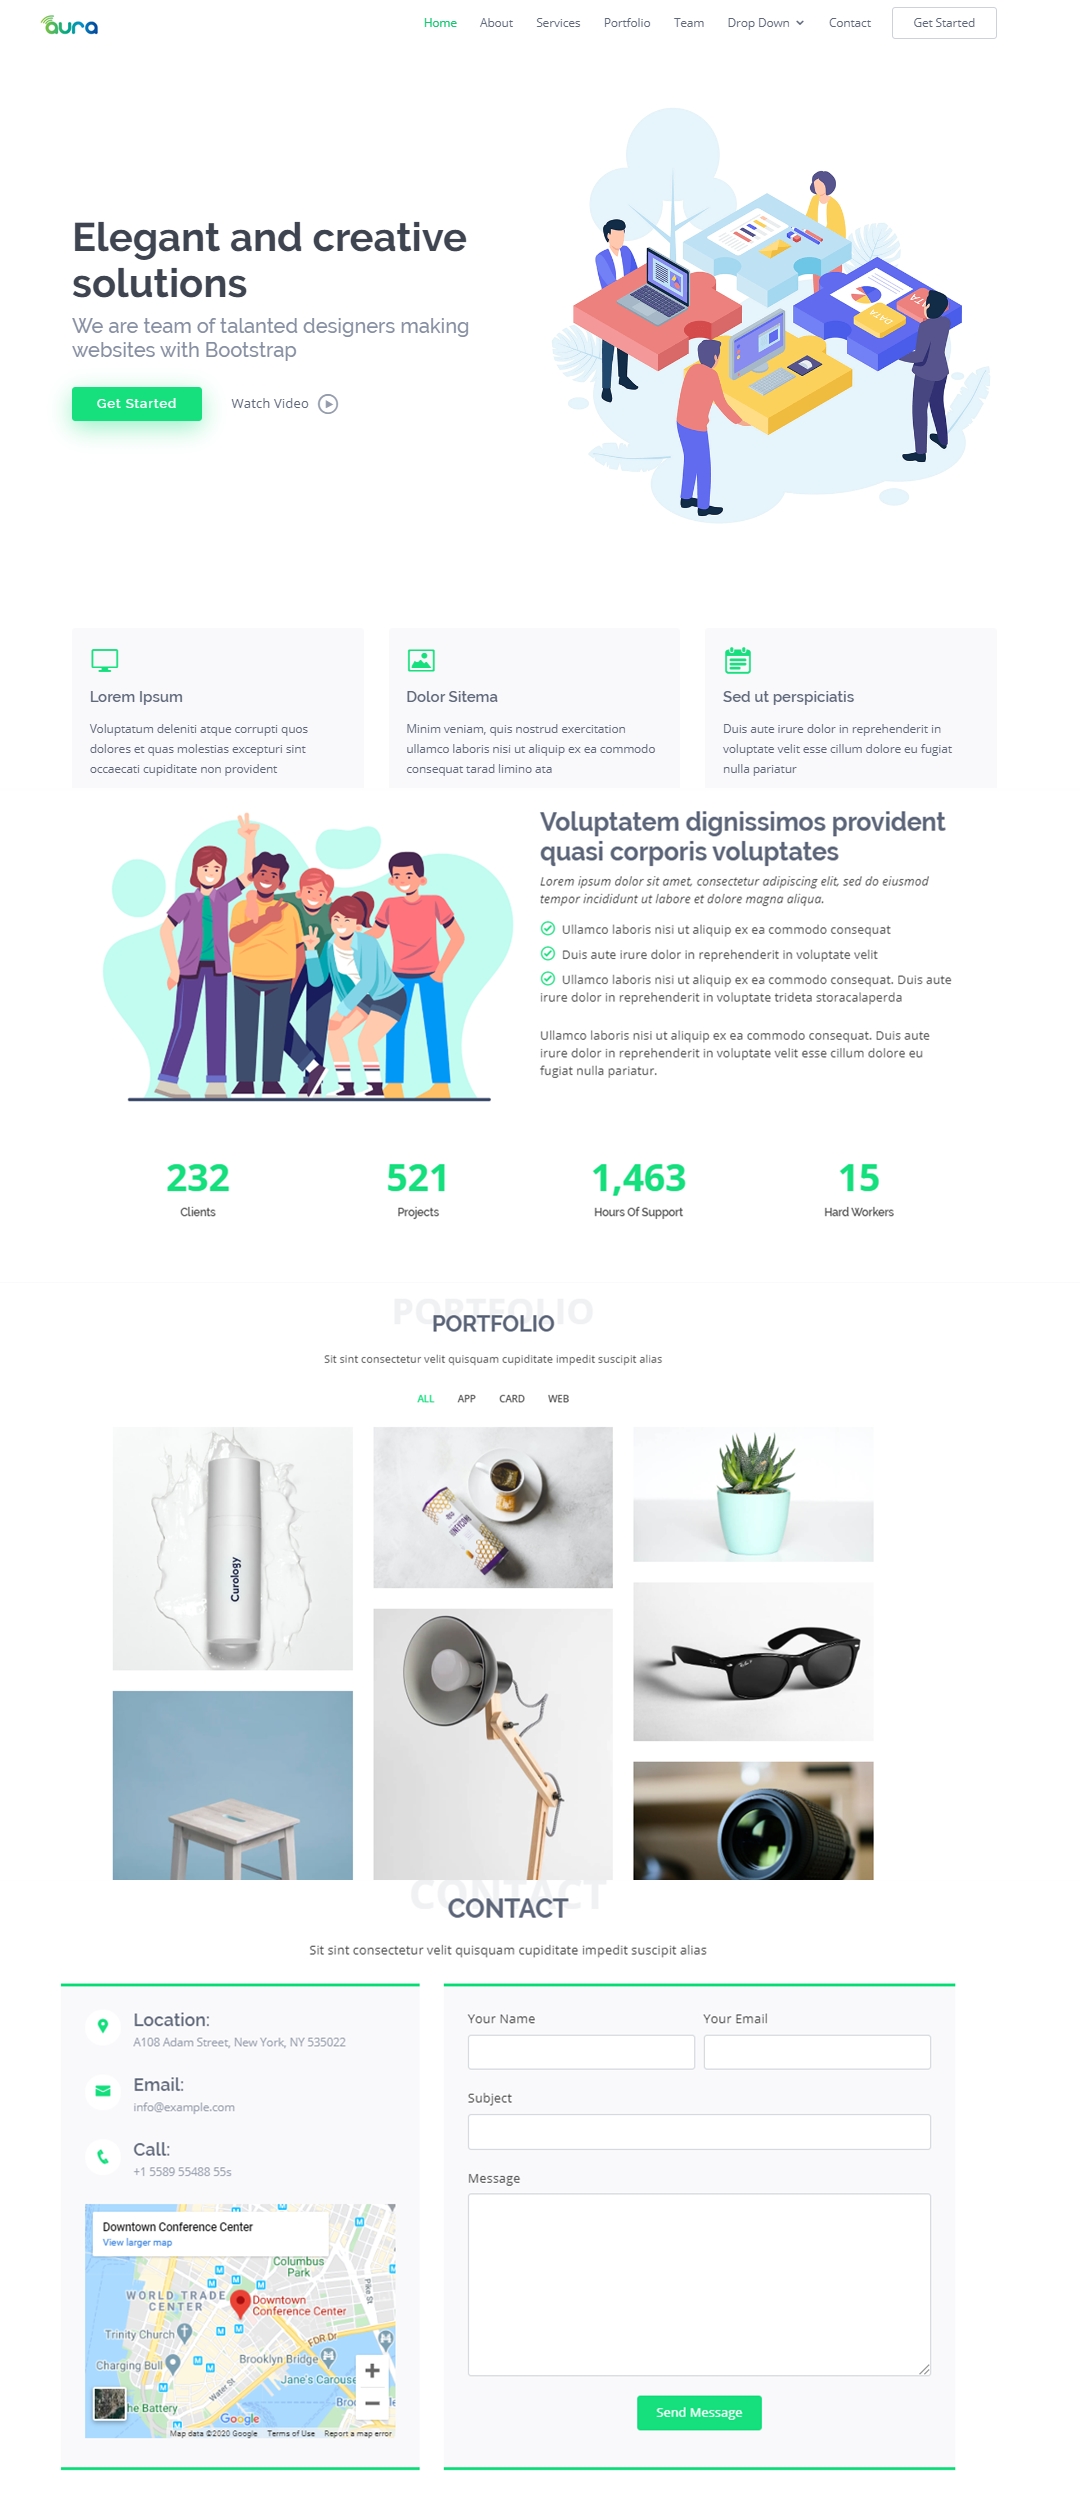 aura
Home About Services Portfolio Team Drop Down Contact Get Started
Elegant and creative
solutions
We are team of talanted designers making
websites with Bootstrap
Get Started Watch Video
DATA
DATA
Lorem Ipsum
Voluptatum deleniti atque corrupti quos
dolores et quas molestias excepturi sint
occaecati cupiditate non provident
Dolor Sitema
Minim veniam, quis nostrud exercitation
ullamco laboris nisi ut aliquip ex ea commodo
consequat tarad limino ata
Sed ut perspiciatis
Duis aute irure dolor in reprehenderit in
voluptate velit esse cillum dolore eu fugiat
nulla pariatur
Voluptatem dignissimos provident
quasi corporis voluptates
Lorem ipsum dolor sit amet, consectetur adipiscing elit, sed do eiusmod
tempor incididunt ut labore et dolore magna aliqua.
Ullamco laboris nisi ut aliquip ex ea commodo consequat
Duis aute irure dolor in reprehenderit in voluptate velit
Ullamco laboris nisi ut aliquip ex ea commodo consequat. Duis aute
irure dolor in reprehenderit in voluptate trideta storacalaperda
Ullamco laboris nisi ut aliquip ex ea commodo consequat. Duis aute
irure dolor in reprehenderit in voluptate velit esse cillum dolore eu
fugiat nulla pariatur.
232 521 1,463 15
Clients Projects Hours Of Support Hard Workers
PORTFOLIO
PORTFOLIO
Sit sint consectetur velit quisquam cupiditate impedit suscipit alias
ALL APP CARD WEB
Curology
CONTACT
CONTACT
Sit sint consectetur velit quisquam cupiditate impedit suscipit alias
Location:
A108 Adam Street, New York, NY 535022
Email:
info@example.com
Call:
+1 5589 55488 55s
Downtown Conference Center
View larger map
Columbus
Park
Pike St
WORLD TRADE
CENTER
Downtown
Conference Center
Trinity Church
FDR Dr
Charging Bull
Brooklyn Bridge
Jane's Carouse
Water St
he Battery
Google
Map data ©2020 Google Terms of Use Report a map error
Your Name Your Email
Subject
Message
Send Message